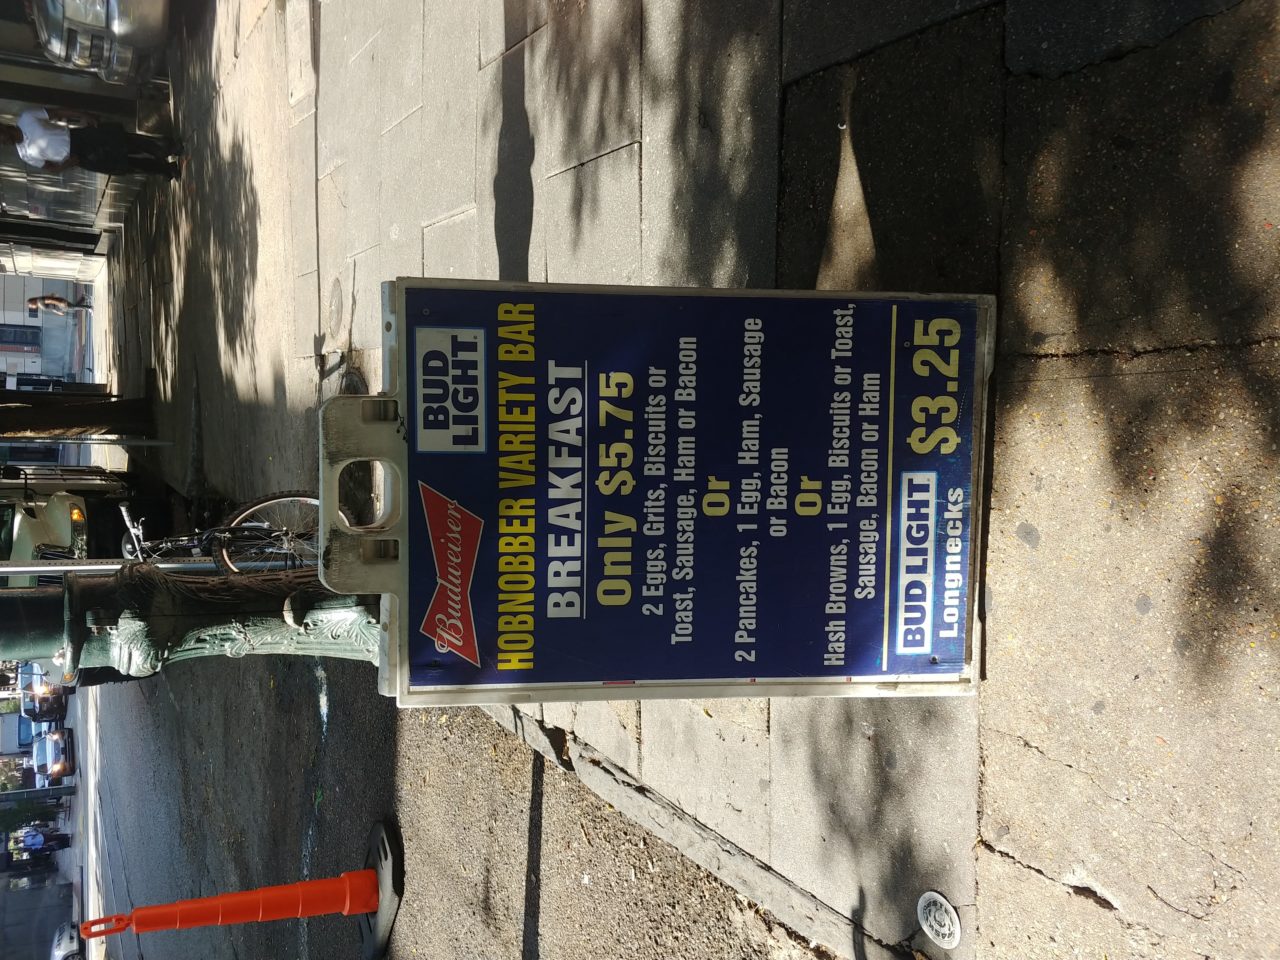 Budweiser
BUD
LIGHT
HOBNOBBER VARIETY BAR
BREAKFAST
Only $5.75
2 Eggs, Grits, Biscuits or
Toast, Sausage, Ham or Bacon
Or
2 Pancakes, 1 Egg, Ham, Sausage
or Bacon
Or
Hash Browns, 1 Egg, Biscuits or Toast,
Sausage, Bacon or Ham
BUD LIGHT
Longnecks
$3.25